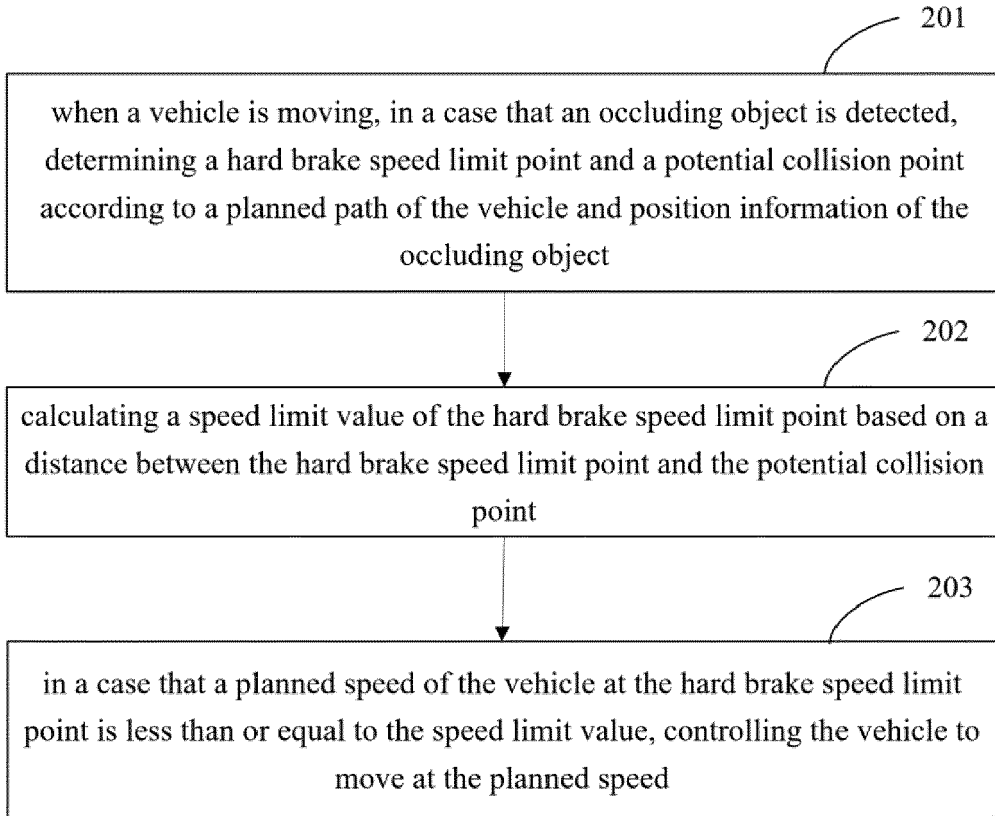 201
when a vehicle is moving, in a case that an occluding object is detected,
determining a hard brake speed limit point and a potential collision point
according to a planned path of the vehicle and position information of the
occluding object
202
calculating a speed limit value of the hard brake speed limit point based on a
distance between the hard brake speed limit point and the potential collision
point
203
in a case that a planned speed of the vehicle at the hard brake speed limit
point is less than or equal to the speed limit value, controlling the vehicle to
move at the planned speed